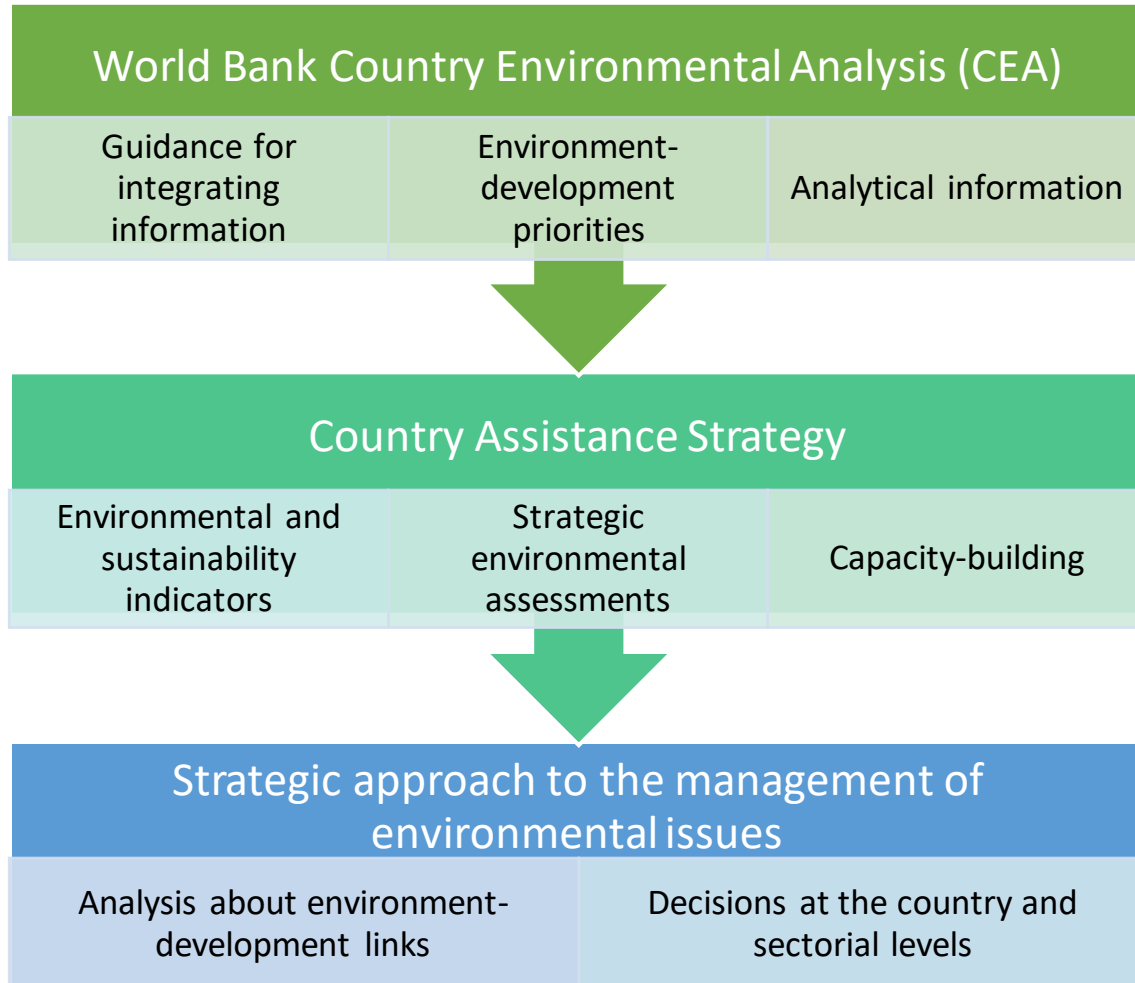 World Bank Country Environmental Analysis (CEA)
Guidance for
integrating
information
Environment-
development
priorities
Analytical information
Country Assistance Strategy
Environmental and
sustainability
indicators
Strategic
environmental
assessments
Capacity-building
Strategic approach to the management of
environmental issues
Analysis about environment-
development links
Decisions at the country and
sectorial levels